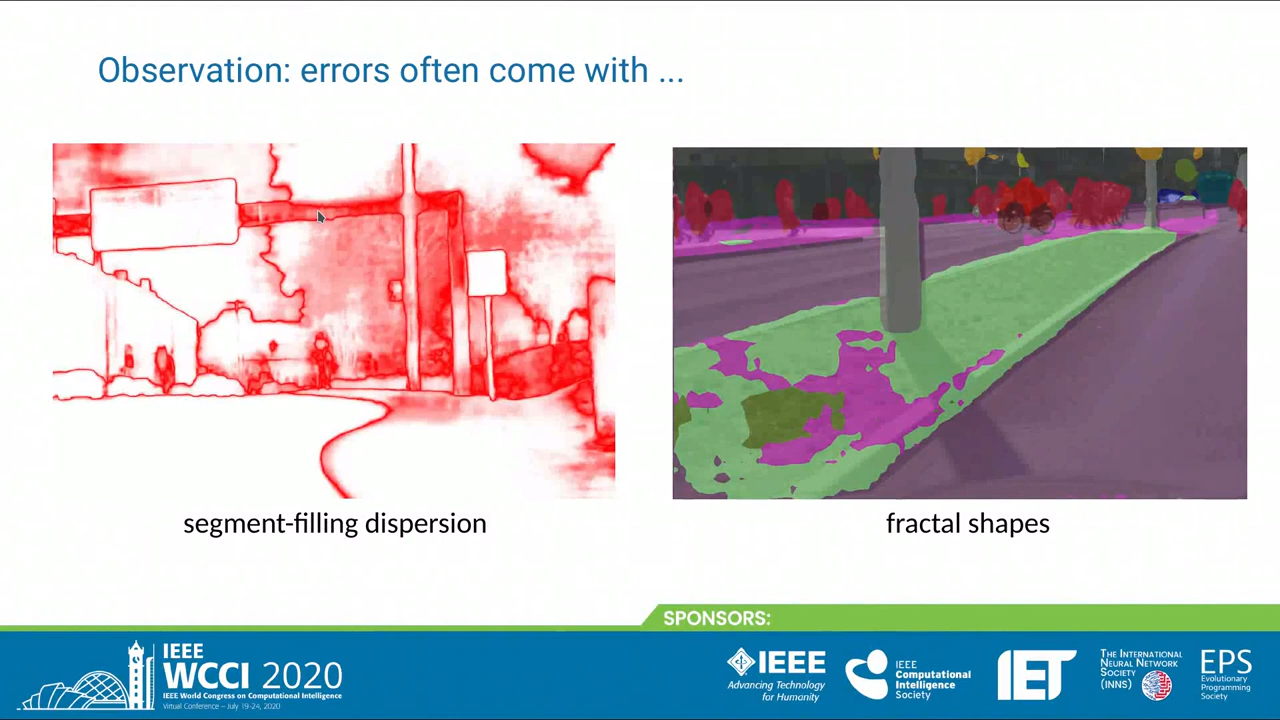 Observation: errors often come with ...
segment-filling dispersion
fractal shapes
SPONSORS:
IEEE
WCCI 2020
IEEE World Congress on Computational Intelligence
Virtual Conference – July 19-24, 2020
IEEE
Advancing Technology
for Humanity
IEEE
Computational
Intelligence
Society
IET
THE INTERNATIONAL
NEURAL NETWORK
SOCIETY
(INNS)
EPS
Evolutionary
Programming
Society